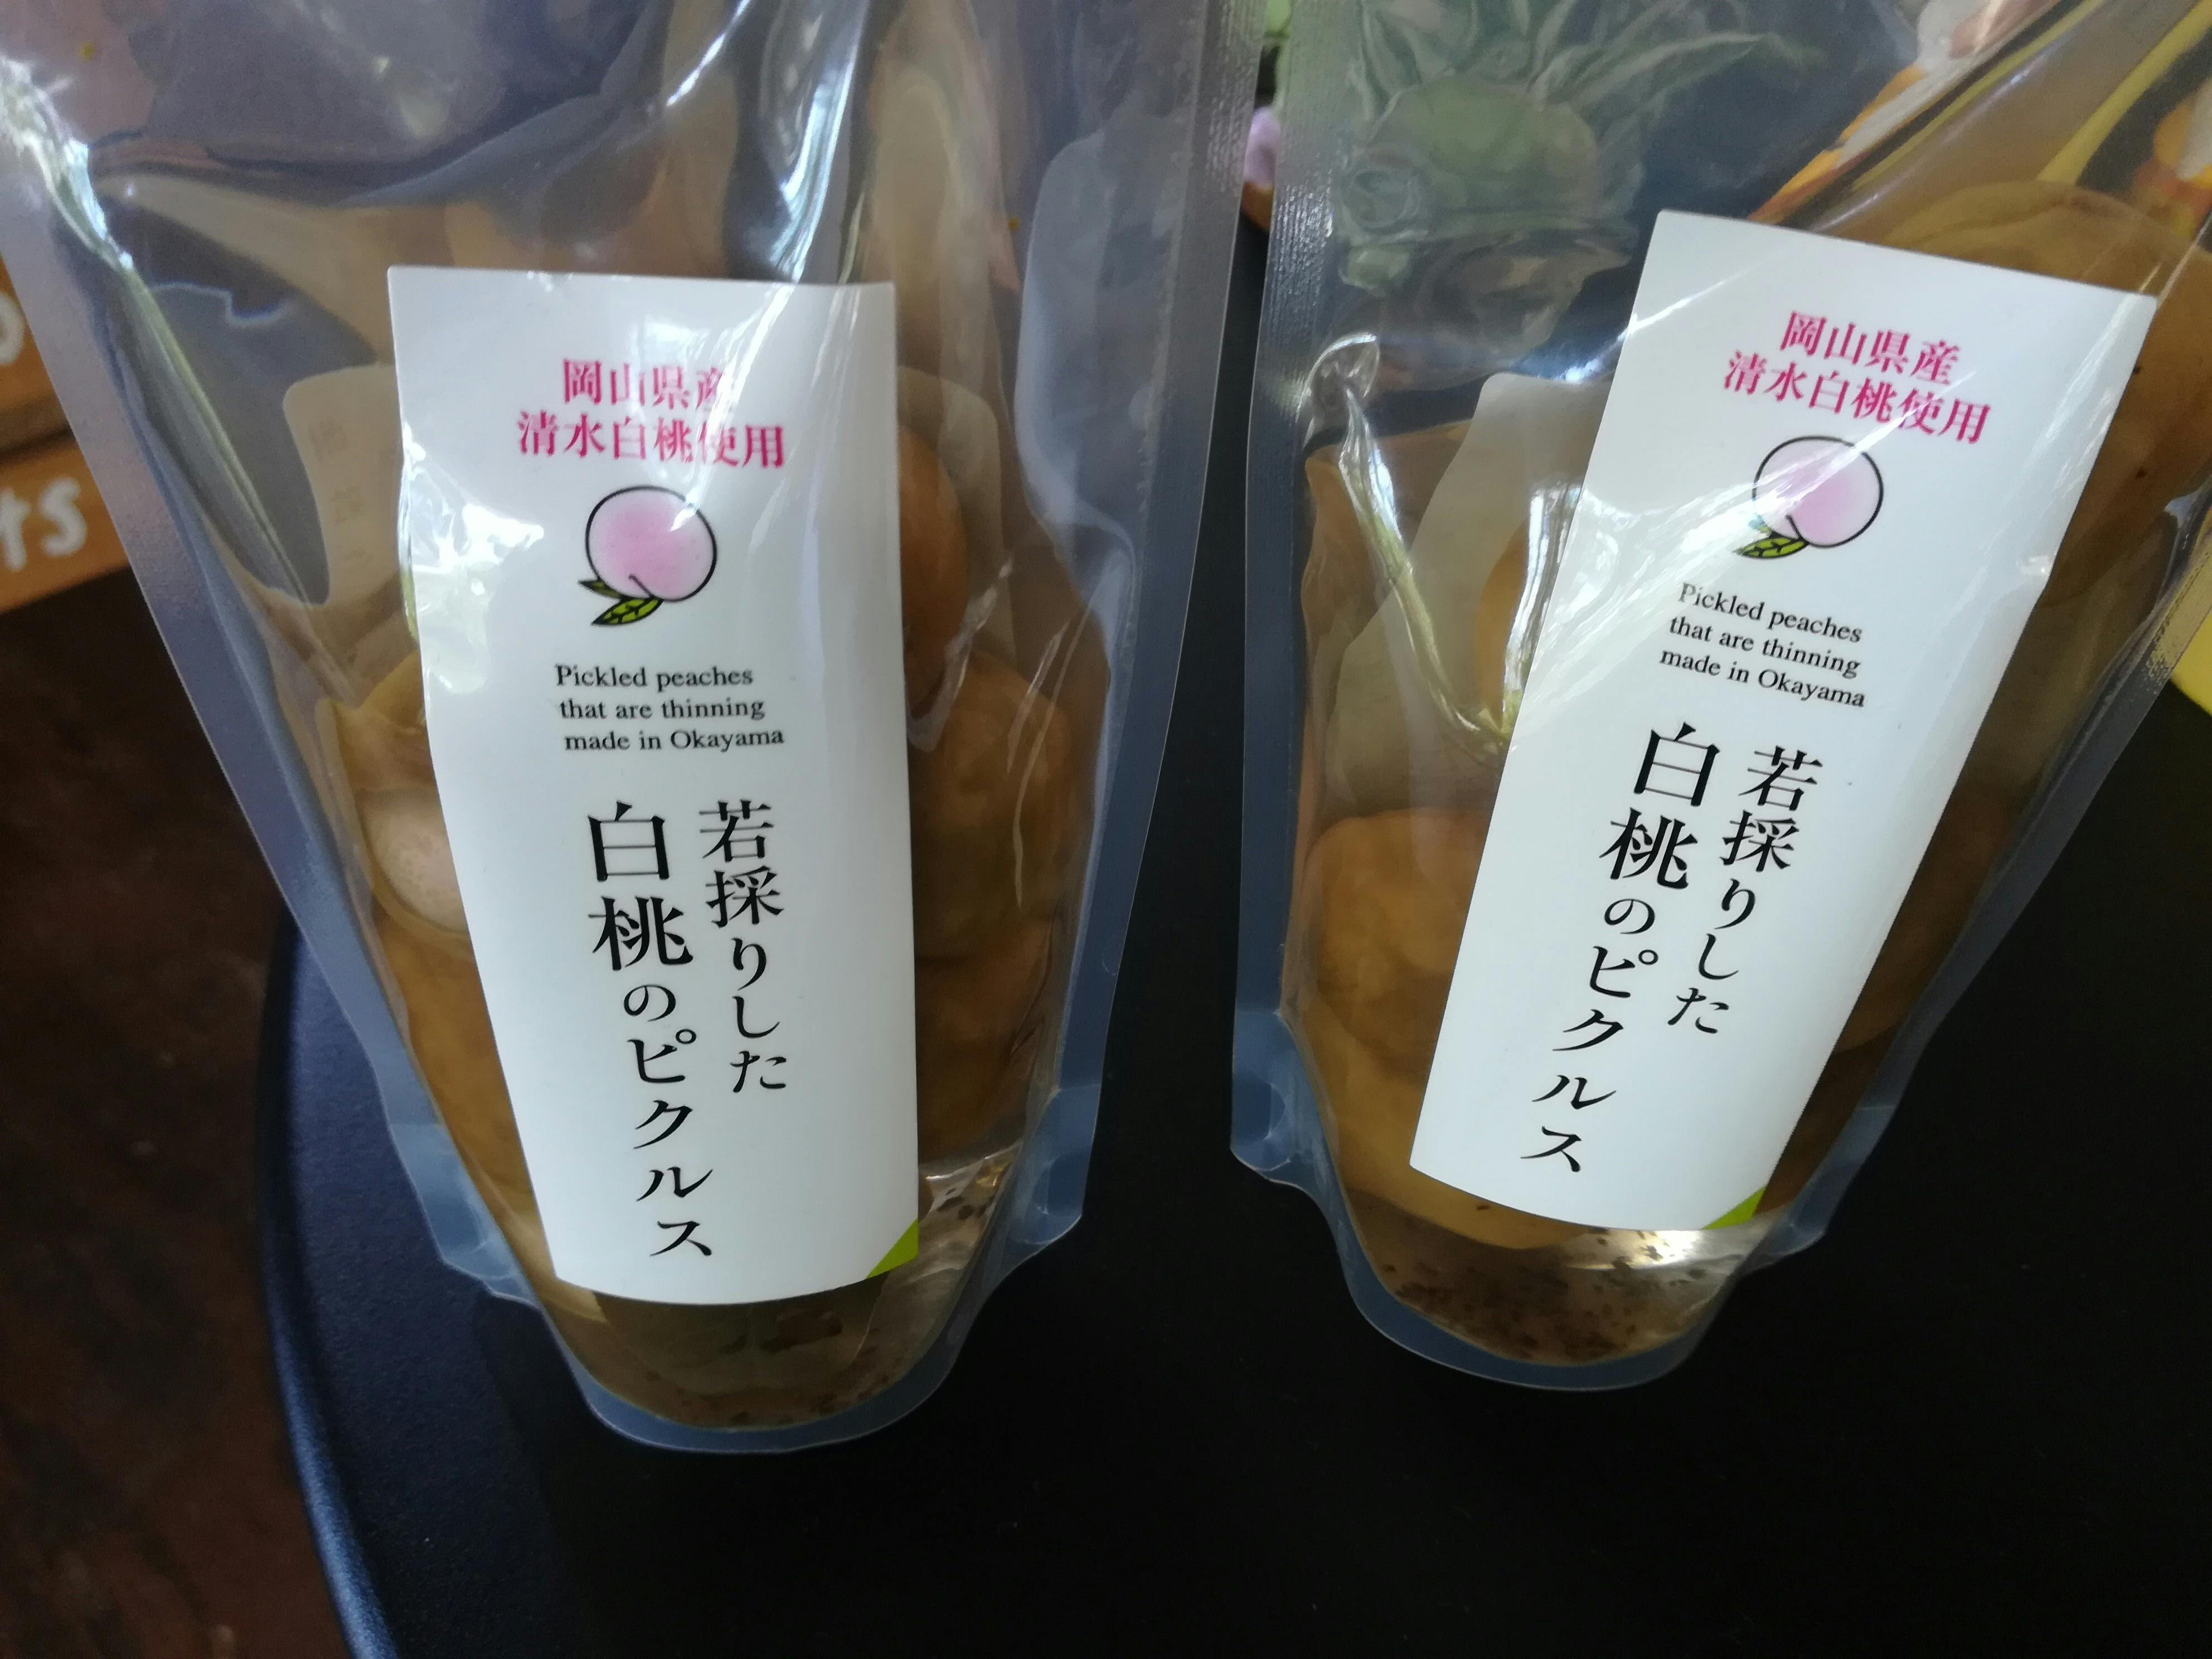 岡山県産
清水白桃使用
Pickled peaches
that are thinning
made in Okayama
若採りした
白桃のピクルス
岡山県産
清水白桃使用
Pickled peaches
that are thinning
made in Okayama
若採りした
白桃のピクルス